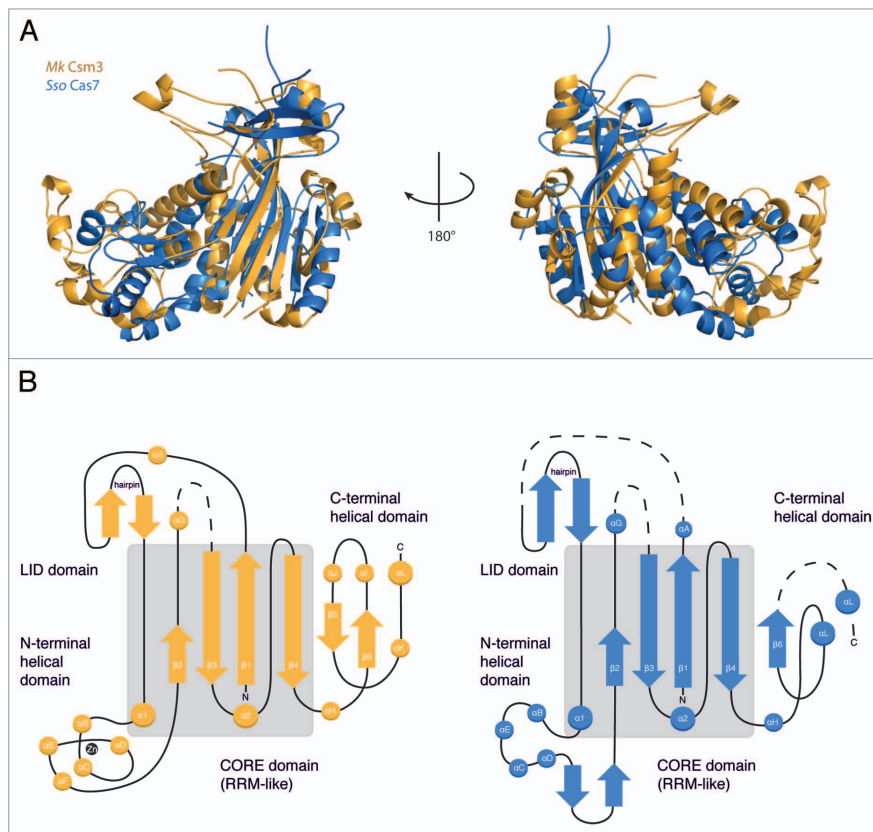 A
Mk Csm3
Sso Cas7
180°
B
αA
hairpin
αG
C-terminal
helical domain
C
αJ
αI
αL
LID domain
β5
β6
N-terminal
helical domain
β2
β3
β1
β4
αK
N
α1
α2
αH
αB
αE
Zn
αD
αC
αF
CORE domain
(RRM-like)
hairpin
αG
αA
C-terminal
helical domain
LID domain
αL
αL
C
N-terminal
helical domain
β2
β3
β1
β4
β6
N
αB
α1
α2
αH
αE
αC
αD
CORE domain
(RRM-like)